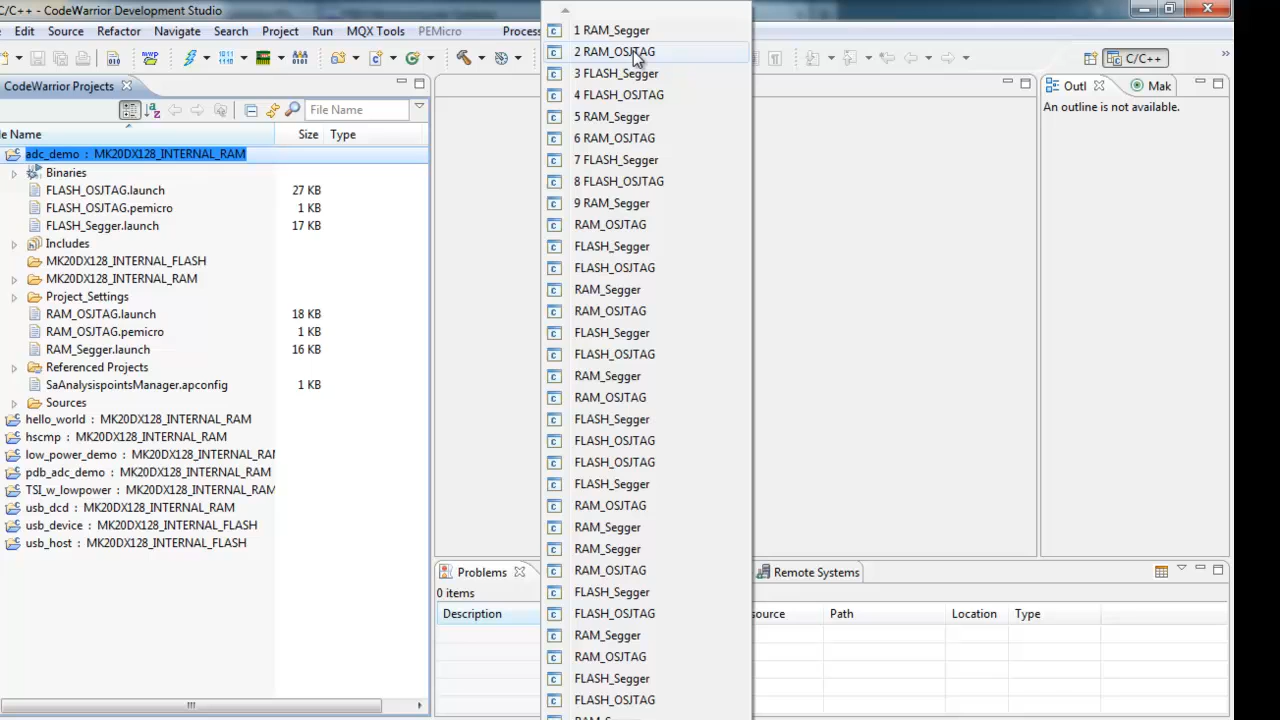 C/C++ - CodeWarrior Development Studio
Edit Source Refactor Navigate Search Project Run MQX Tools PEMicro Process
C/C++
CodeWarrior Projects
File Name
le Name Size Type
adc_demo : MK20DX128_INTERNAL_RAM
Binaries
FLASH_OSJTAG.launch 27 KB
FLASH_OSJTAG.pemicro 1 KB
FLASH_Segger.launch 17 KB
Includes
MK20DX128_INTERNAL_FLASH
MK20DX128_INTERNAL_RAM
Project_Settings
RAM_OSJTAG.launch 18 KB
RAM_OSJTAG.pemicro 1 KB
RAM_Segger.launch 16 KB
Referenced Projects
SaAnalysispointsManager.apconfig 1 KB
Sources
hello_world : MK20DX128_INTERNAL_RAM
hscmp : MK20DX128_INTERNAL_RAM
low_power_demo : MK20DX128_INTERNAL_RA
pdb_adc_demo : MK20DX128_INTERNAL_RAM
TSI_w_lowpower : MK20DX128_INTERNAL_RA
usb_dcd : MK20DX128_INTERNAL_RAM
usb_device : MK20DX128_INTERNAL_FLASH
usb_host : MK20DX128_INTERNAL_FLASH
1 RAM_Segger
2 RAM_OSJTAG
3 FLASH_Segger
4 FLASH_OSJTAG
5 RAM_Segger
6 RAM_OSJTAG
7 FLASH_Segger
8 FLASH_OSJTAG
9 RAM_Segger
RAM_OSJTAG
FLASH_Segger
FLASH_OSJTAG
RAM_Segger
RAM_OSJTAG
FLASH_Segger
FLASH_OSJTAG
RAM_Segger
RAM_OSJTAG
FLASH_Segger
FLASH_OSJTAG
FLASH_OSJTAG
FLASH_Segger
RAM_OSJTAG
RAM_Segger
RAM_Segger
RAM_OSJTAG
FLASH_Segger
FLASH_OSJTAG
RAM_Segger
RAM_OSJTAG
FLASH_Segger
FLASH_OSJTAG
Outl Mak
An outline is not available.
Problems Remote Systems
0 items
Description source Path Location Type